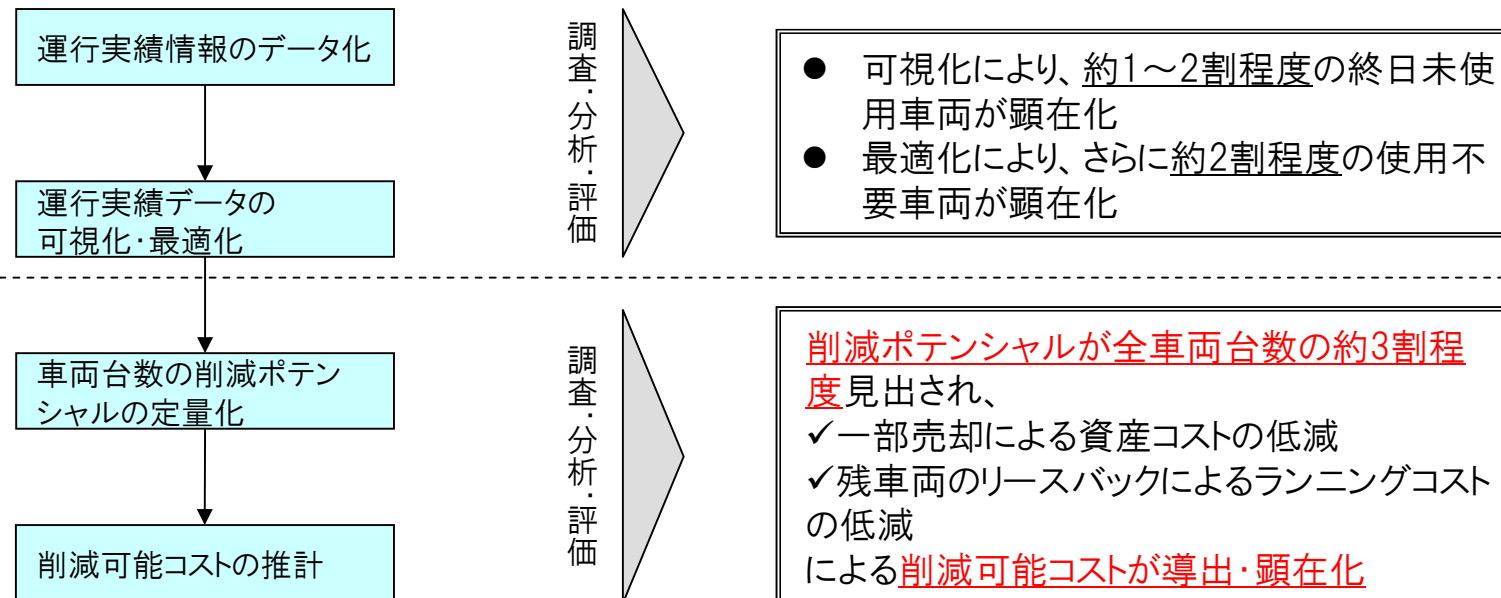 運行実績情報のデータ化
調査・分析・評価
● 可視化により、約1～2割程度の終日未使
用車両が顕在化
● 最適化により、さらに約2割程度の使用不
要車両が顕在化
運行実績データの
可視化・最適化
車両台数の削減ポテン
シャルの定量化
調査・分析・評価
削減ポテンシャルが全車両台数の約3割程
度見出され、
✓一部売却による資産コストの低減
✓残車両のリースバックによるランニングコスト
の低減
による削減可能コストが導出・顕在化
削減可能コストの推計